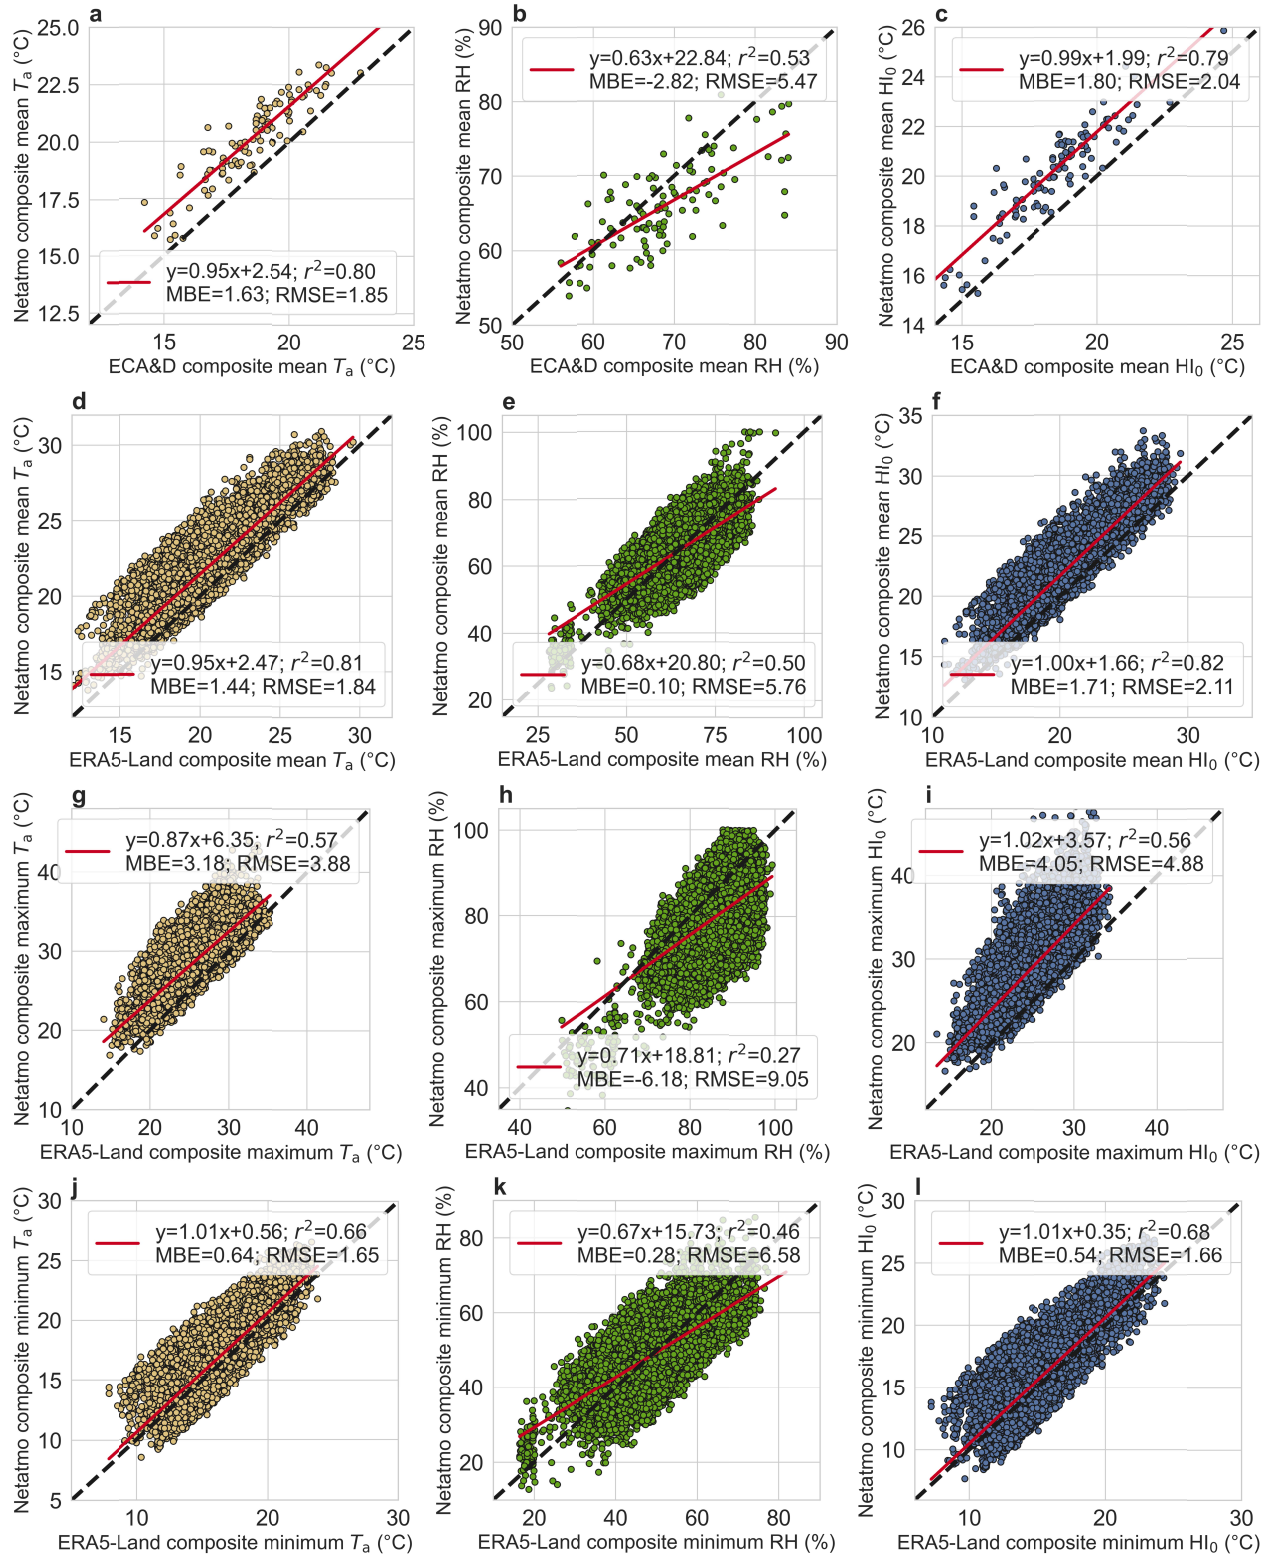 a
Netatmo composite mean Ta (°C)
25.0
22.5
20.0
17.5
15.0
12.5
y=0.95x+2.54; r²=0.80
MBE=1.63; RMSE=1.85
15
20
25
ECA&D composite mean Ta (°C)
b
Netatmo composite mean RH (%)
90
80
70
60
50
y=0.63x+22.84; r²=0.53
MBE=-2.82; RMSE=5.47
50
60
70
80
90
ECA&D composite mean RH (%)
c
Netatmo composite mean HI0 (°C)
26
24
22
20
18
16
14
y=0.99x+1.99; r²=0.79
MBE=1.80; RMSE=2.04
15
20
25
ECA&D composite mean HI0 (°C)
d
Netatmo composite mean Ta (°C)
30
25
20
15
y=0.95x+2.47; r²=0.81
MBE=1.44; RMSE=1.84
15
20
25
30
ERA5-Land composite mean Ta (°C)
e
Netatmo composite mean RH (%)
100
80
60
40
20
y=0.68x+20.80; r²=0.50
MBE=0.10; RMSE=5.76
25
50
75
100
ERA5-Land composite mean RH (%)
f
Netatmo composite mean HI0 (°C)
35
30
25
20
15
10
y=1.00x+1.66; r²=0.82
MBE=1.71; RMSE=2.11
10
20
30
ERA5-Land composite mean HI0 (°C)
g
Netatmo composite maximum Ta (°C)
40
30
20
10
y=0.87x+6.35; r²=0.57
MBE=3.18; RMSE=3.88
10
20
30
40
ERA5-Land composite maximum Ta (°C)
h
Netatmo composite maximum RH (%)
100
80
60
40
y=0.71x+18.81; r²=0.27
MBE=-6.18; RMSE=9.05
40
60
80
100
ERA5-Land composite maximum RH (%)
i
Netatmo composite maximum HI0 (°C)
40
30
20
y=1.02x+3.57; r²=0.56
MBE=4.05; RMSE=4.88
20
30
40
ERA5-Land composite maximum HI0 (°C)
j
Netatmo composite minimum Ta (°C)
30
25
20
15
10
5
y=1.01x+0.56; r²=0.66
MBE=0.64; RMSE=1.65
10
20
30
ERA5-Land composite minimum Ta (°C)
k
Netatmo composite minimum RH (%)
80
60
40
20
y=0.67x+15.73; r²=0.46
MBE=0.28; RMSE=6.58
20
40
60
80
ERA5-Land composite minimum RH (%)
l
Netatmo composite minimum HI0 (°C)
30
25
20
15
10
y=1.01x+0.35; r²=0.68
MBE=0.54; RMSE=1.66
10
20
30
ERA5-Land composite minimum HI0 (°C)